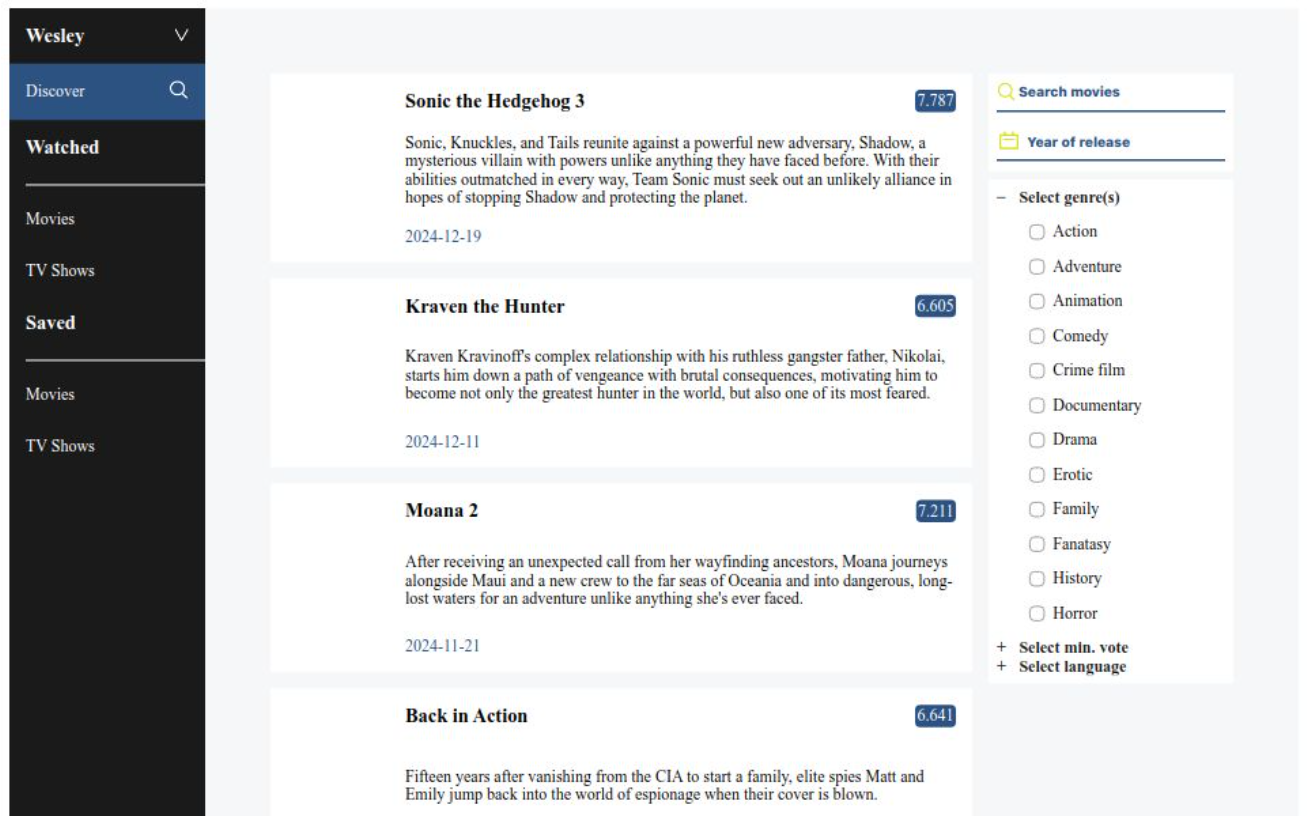 Wesley
Discover
Watched
Movies
TV Shows
Saved
Movies
TV Shows
Sonic the Hedgehog 3
7.787
Sonic, Knuckles, and Tails reunite against a powerful new adversary, Shadow, a
mysterious villain with powers unlike anything they have faced before. With their
abilities outmatched in every way, Team Sonic must seek out an unlikely alliance in
hopes of stopping Shadow and protecting the planet.
2024-12-19
Kraven the Hunter
6.605
Kraven Kravinoff's complex relationship with his ruthless gangster father, Nikolai,
starts him down a path of vengeance with brutal consequences, motivating him to
become not only the greatest hunter in the world, but also one of its most feared.
2024-12-11
Moana 2
7.211
After receiving an unexpected call from her wayfinding ancestors, Moana journeys
alongside Maui and a new crew to the far seas of Oceania and into dangerous, long-
lost waters for an adventure unlike anything she's ever faced.
2024-11-21
Back in Action
6.641
Fifteen years after vanishing from the CIA to start a family, elite spies Matt and
Emily jump back into the world of espionage when their cover is blown.
Search movies
Year of release
− Select genre(s)
Action
Adventure
Animation
Comedy
Crime film
Documentary
Drama
Erotic
Family
Fanatasy
History
Horror
+ Select min. vote
+ Select language